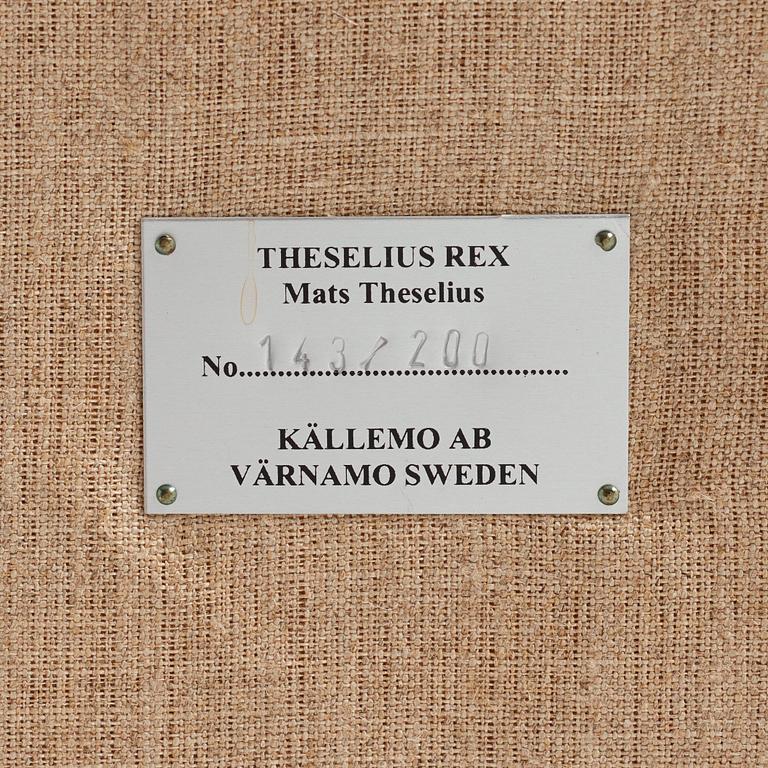 THESELIUS REX
Mats Theselius
No. 143/200
KÄLLEMO AB
VÄRNAMO SWEDEN